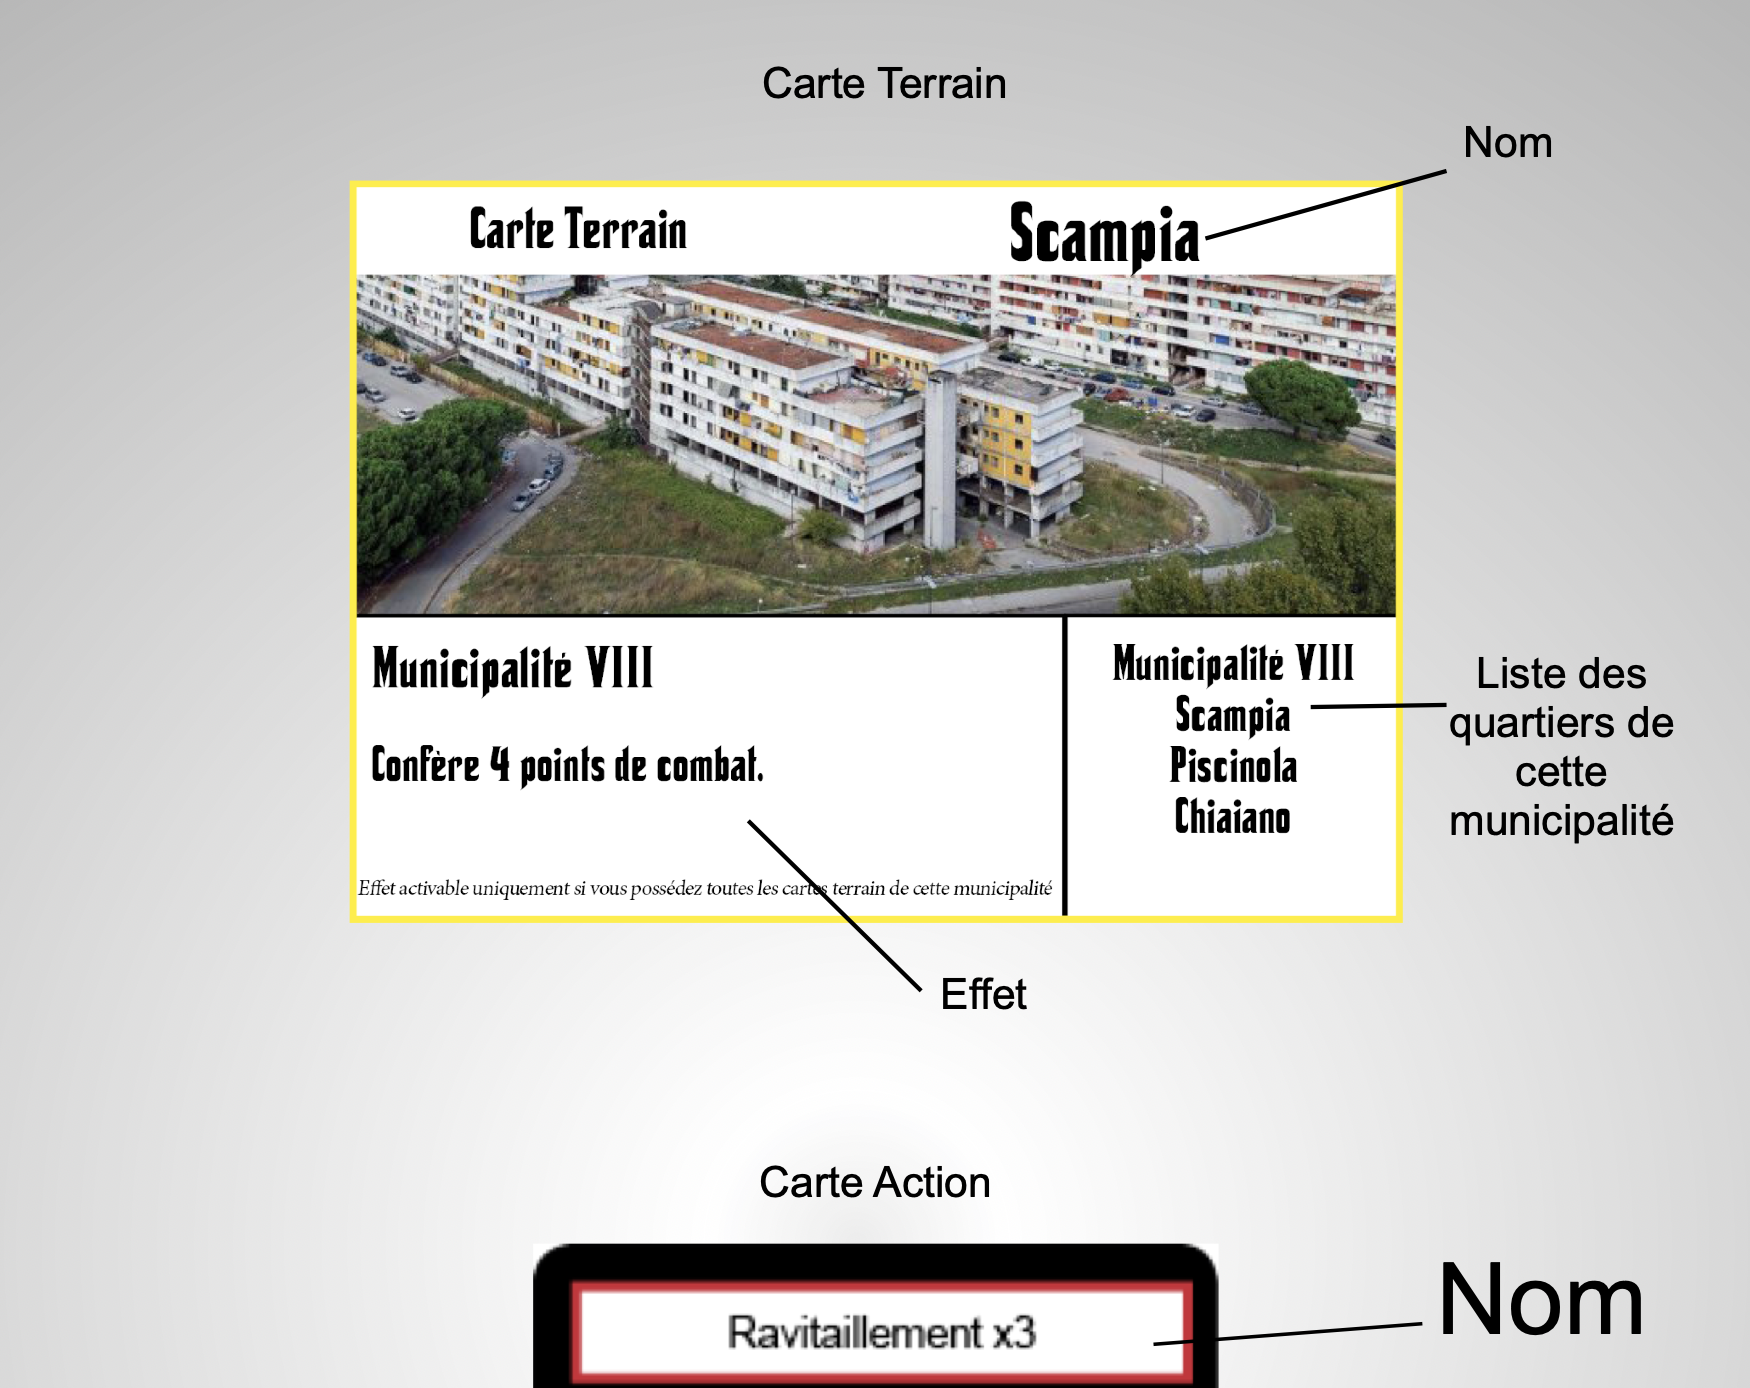 Carte Terrain
Nom
Carte Terrain
Scampia
Municipalité VIII
Confère 4 points de combat.
Effet activable uniquement si vous possédez toutes les cartes terrain de cette municipalité
Municipalité VIII
Scampia
Piscinola
Chiaiano
Liste des
quartiers de
cette
municipalité
Effet
Carte Action
Ravitaillement x3
Nom